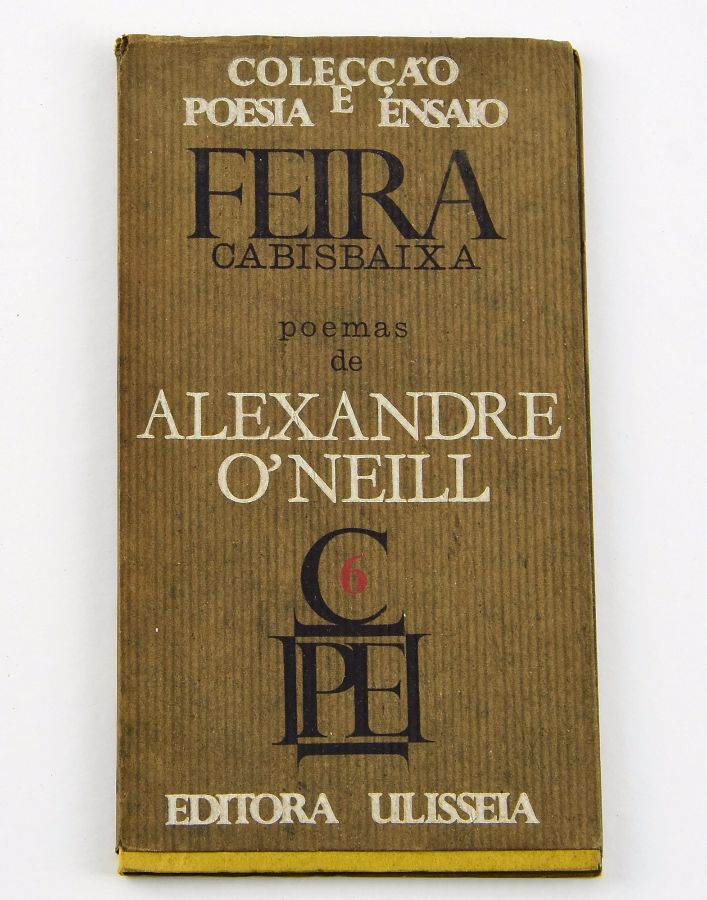 COLECÇÃO
POESIA E ENSAIO
FEIRA
CABISBAIXA
poemas
de
ALEXANDRE
O'NEILL
C
6
PE
EDITORA ULISSEIA